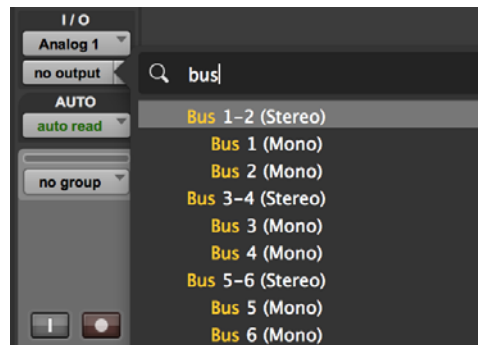 I/O
Analog 1
no output
AUTO
auto read
no group
I
bus
Bus 1-2 (Stereo)
Bus 1 (Mono)
Bus 2 (Mono)
Bus 3-4 (Stereo)
Bus 3 (Mono)
Bus 4 (Mono)
Bus 5-6 (Stereo)
Bus 5 (Mono)
Bus 6 (Mono)